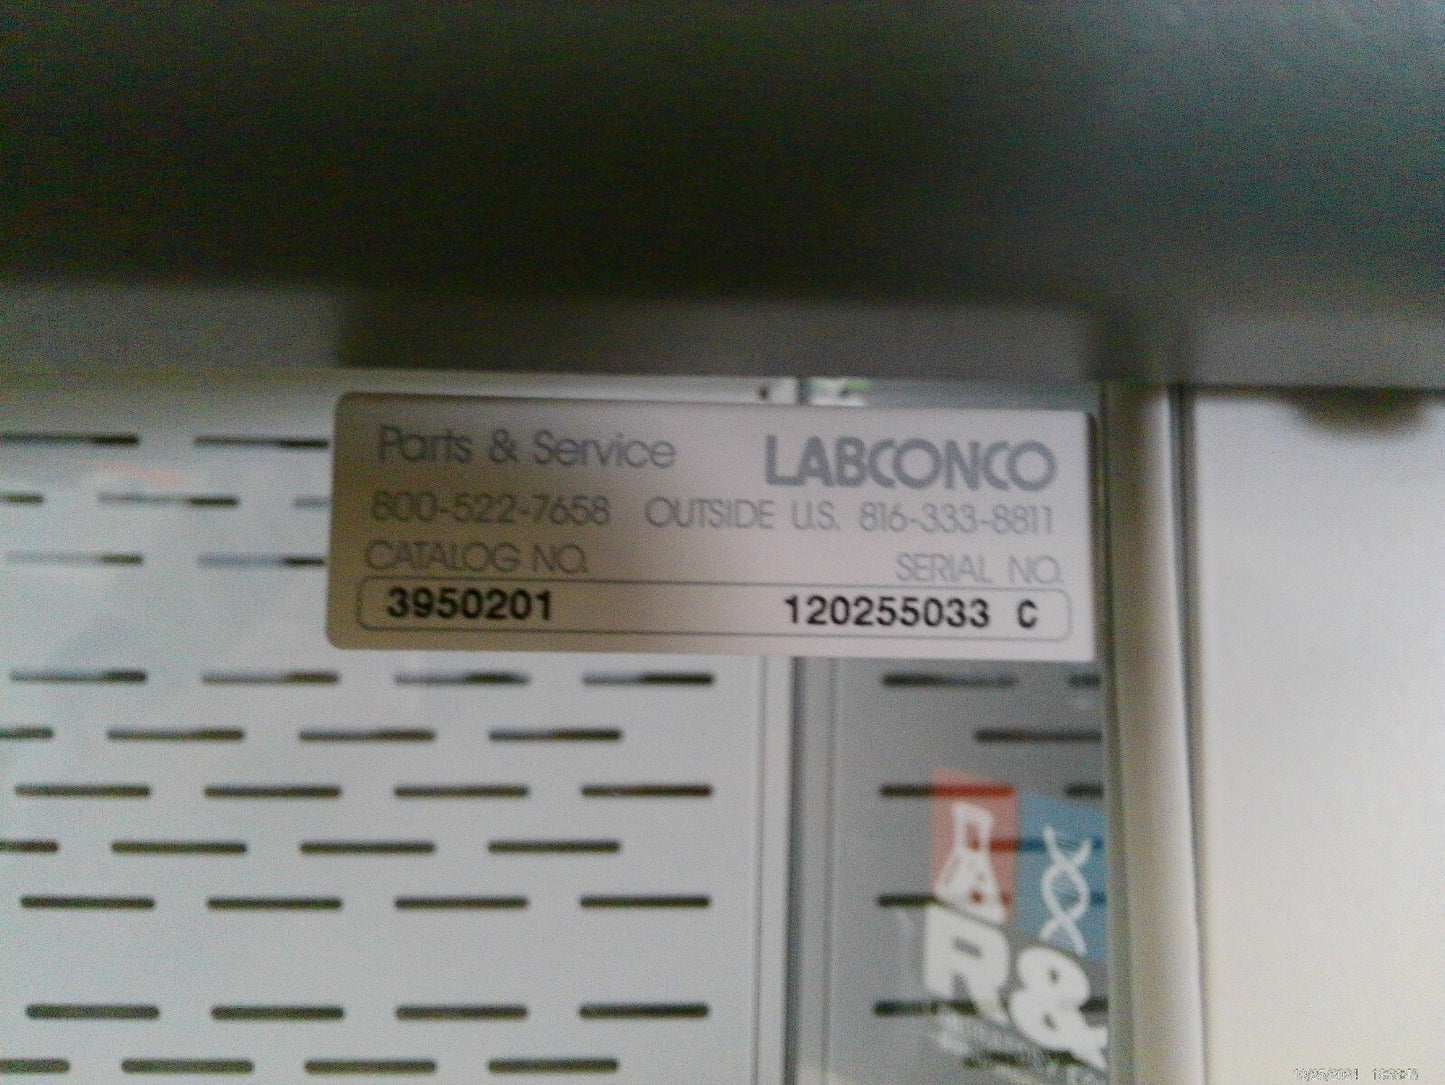 Parts & Service LABCONCO
800-522-7658 OUTSIDE U.S. 816-333-8811
CATALOG NO. SERIAL NO.
3950201 120255033 C
R&